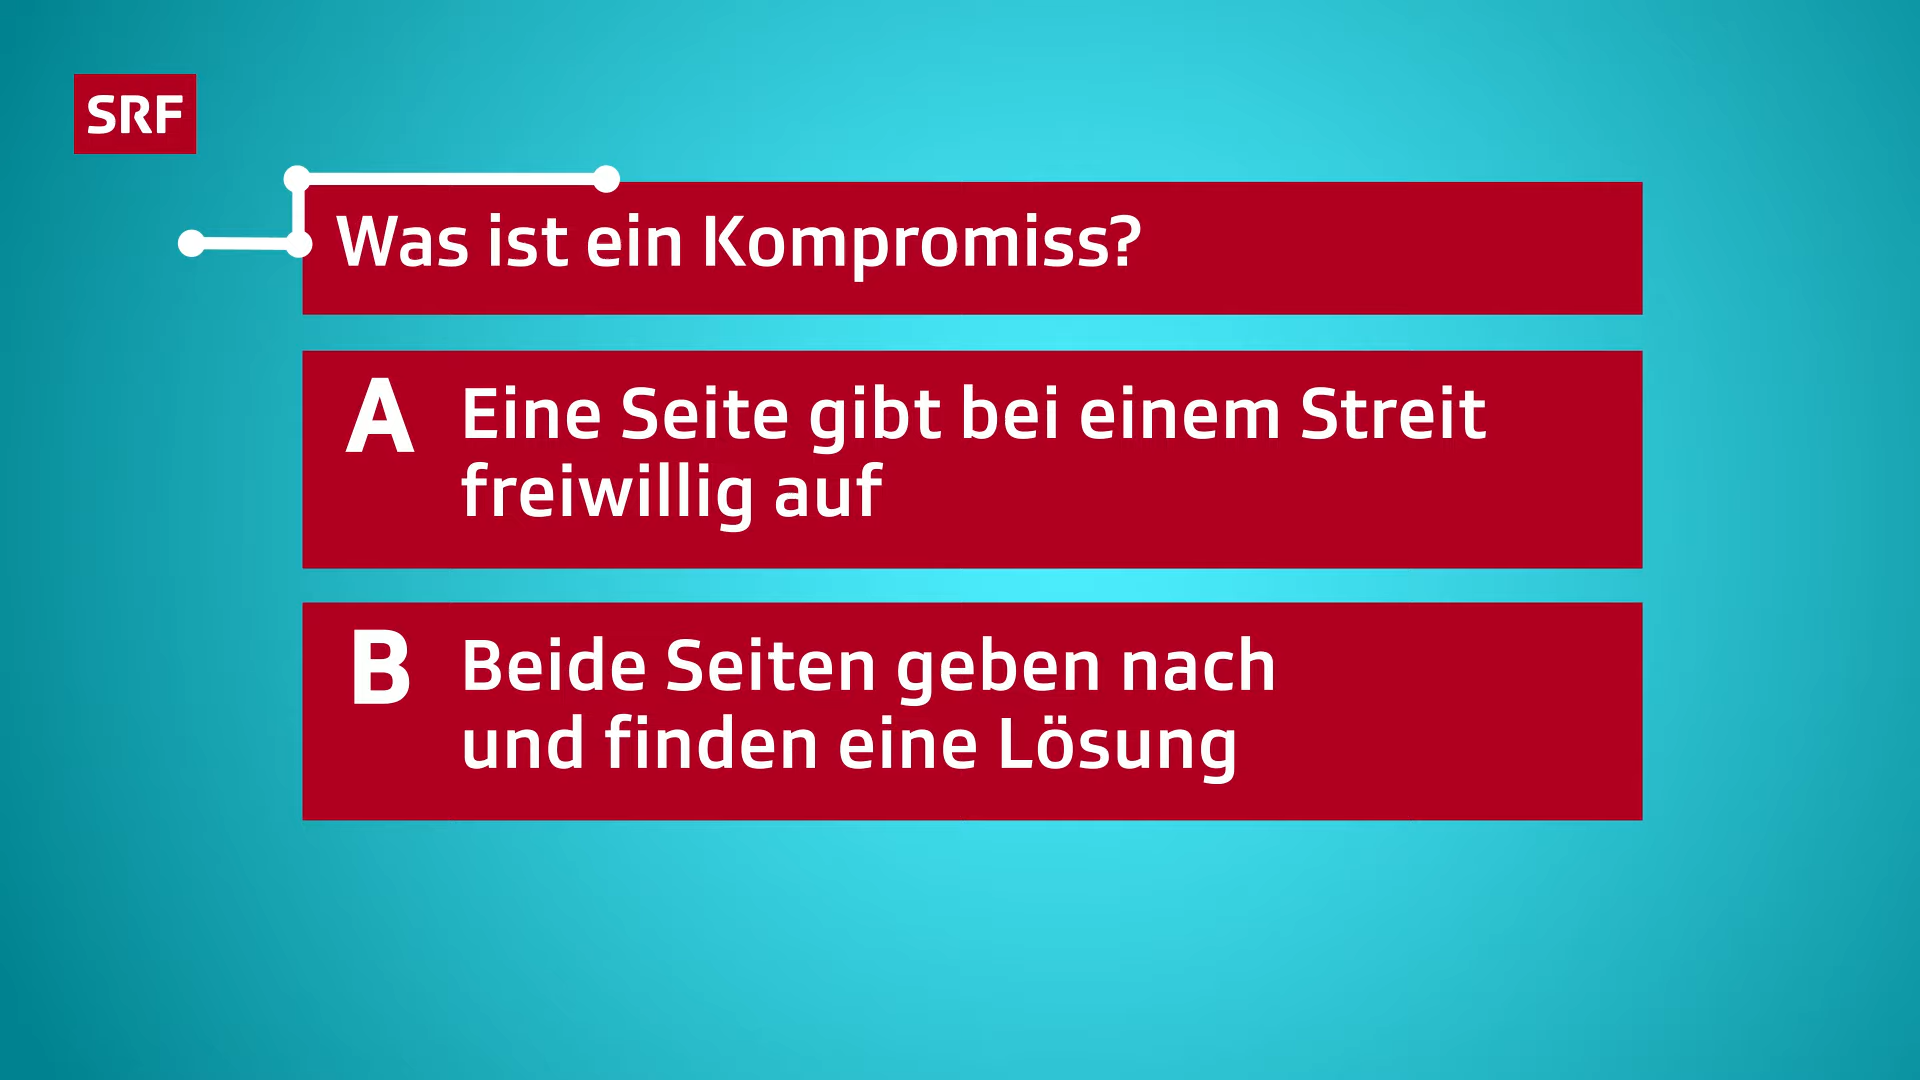 SRF
Was ist ein Kompromiss?
A Eine Seite gibt bei einem Streit
freiwillig auf
B Beide Seiten geben nach
und finden eine Lösung